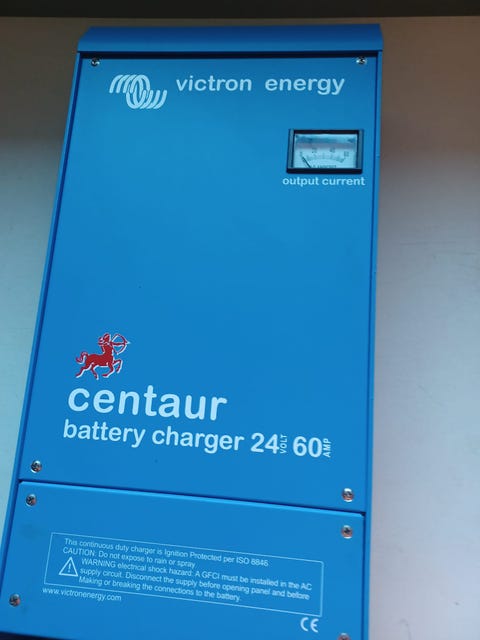 victron energy
20 40 60
output current
centaur
battery charger 24 VOLT 60 AMP
This continuous duty charger is Ignition Protected per ISO 8846.
CAUTION: Do not expose to rain or spray.
WARNING electrical shock hazard: A GFCI must be installed in the AC
supply circuit. Disconnect the supply before opening panel and before
Making or breaking the connections to the battery.
www.victronenergy.com
CE